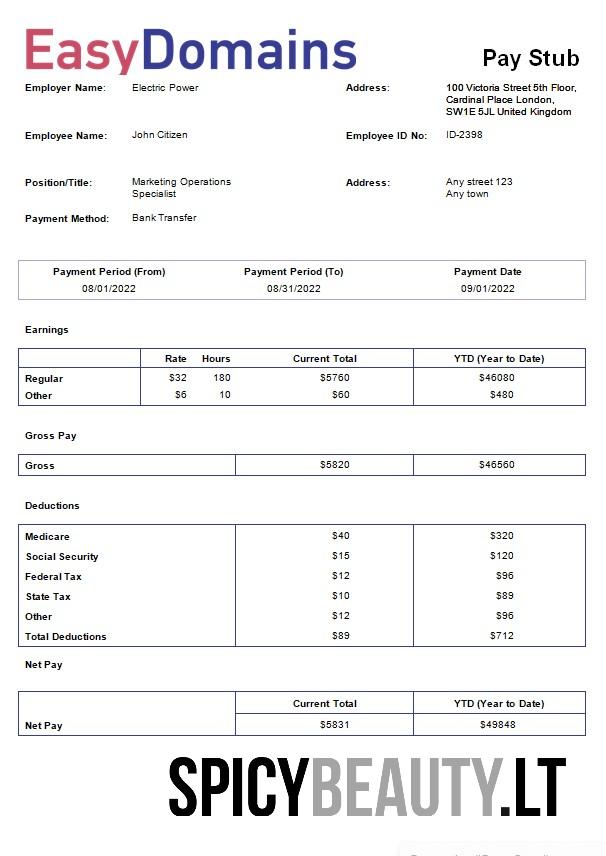 EasyDomains
Pay Stub
Employer Name: Electric Power Address: 100 Victoria Street 5th Floor,
Cardinal Place London,
SW1E 5JL United Kingdom
Employee Name: John Citizen Employee ID No: ID-2398
Position/Title: Marketing Operations Address: Any street 123
Specialist Any town
Payment Method: Bank Transfer
Payment Period (From) Payment Period (To) Payment Date
08/01/2022 08/31/2022 09/01/2022
Earnings
Rate Hours Current Total YTD (Year to Date)
Regular $32 180 $5760 $46080
Other $6 10 $60 $480
Gross Pay
Gross $5820 $46560
Deductions
Medicare $40 $320
Social Security $15 $120
Federal Tax $12 $96
State Tax $10 $89
Other $12 $96
Total Deductions $89 $712
Net Pay
Current Total YTD (Year to Date)
Net Pay $5831 $49848
SPICYBEAUTY.LT